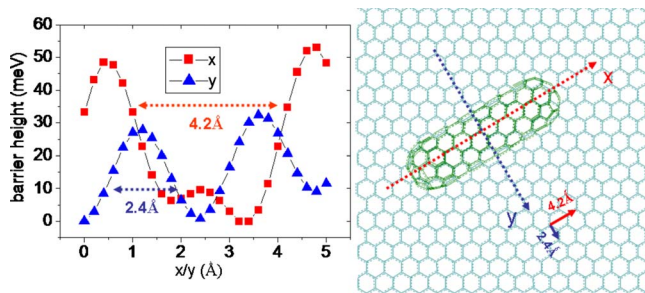 barrier height (meV)
60
50
40
30
20
10
0
x
y
4.2Å
2.4Å
0
1
2
3
4
5
x/y (Å)
x
y
4.2Å
2.4Å